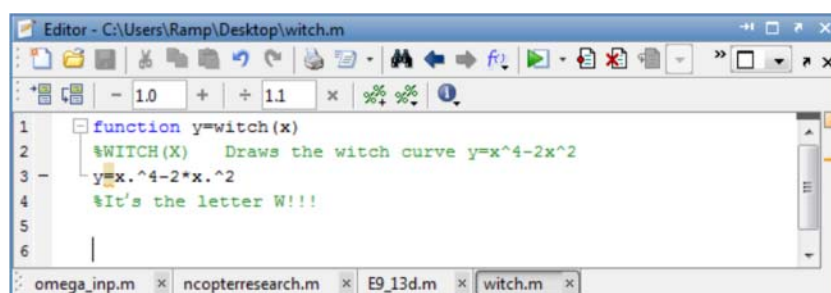 Editor - C:\Users\Ramp\Desktop\witch.m
- 1.0 + ÷ 1.1 ×
1 function y=witch(x)
2 %WITCH(X) Draws the witch curve y=x^4-2x^2
3 - y=x.^4-2*x.^2
4 %It's the letter W!!!
5
6
omega_inp.m × ncopterresearch.m × E9_13d.m × witch.m ×